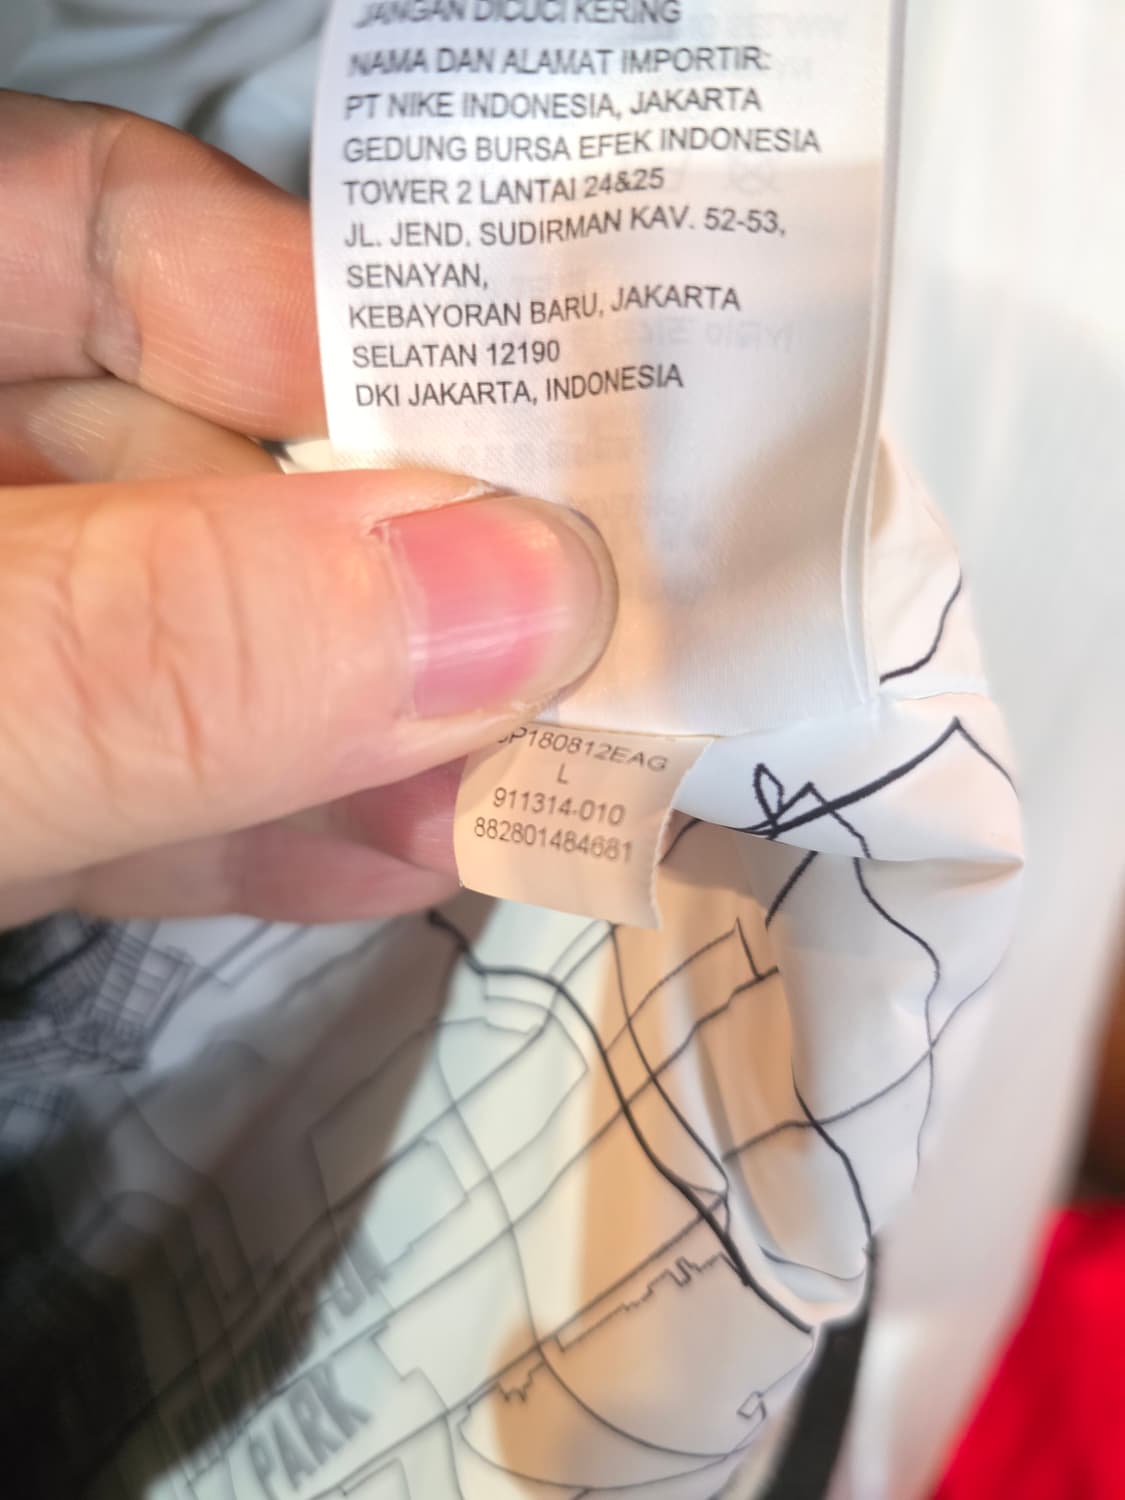 JANGAN DICUCI KERING
NAMA DAN ALAMAT IMPORTIR:
PT NIKE INDONESIA, JAKARTA
GEDUNG BURSA EFEK INDONESIA
TOWER 2 LANTAI 24&25
JL. JEND. SUDIRMAN KAV. 52-53,
SENAYAN,
KEBAYORAN BARU, JAKARTA
SELATAN 12190
DKI JAKARTA, INDONESIA
L
911314-010
882801484681
PARK